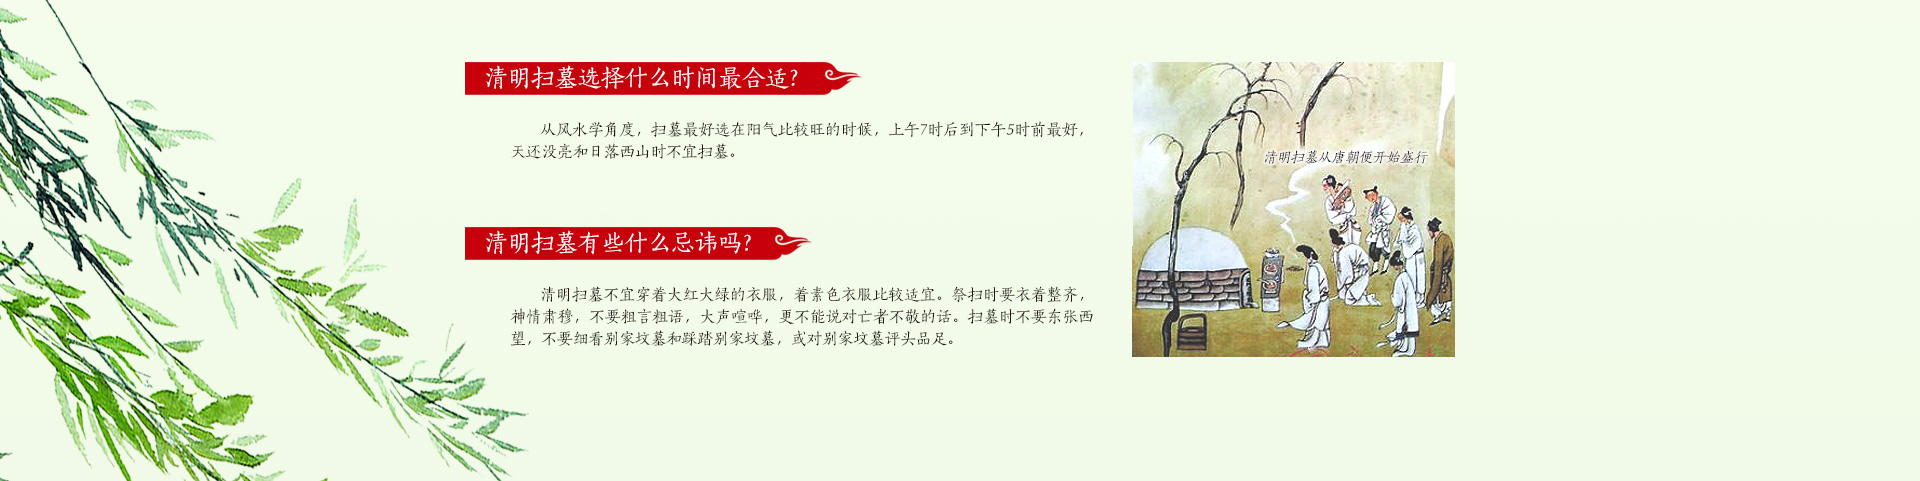 清明扫墓选择什么时间最合适?
从风水学角度，扫墓最好选在阳气比较旺的时候，上午7时后到下午5时前最好，
天还没亮和日落西山时不宜扫墓。
清明扫墓有些什么忌讳吗?
清明扫墓不宜穿着大红大绿的衣服，着素色衣服比较适宜。祭扫时要衣着整齐，
神情肃穆，不要粗言粗语，大声喧哗，更不能说对亡者不敬的话。扫墓时不要东张西
望，不要细看别家坟墓和踩踏别家坟墓，或对别家坟墓评头品足。
清明扫墓从唐朝便开始盛行